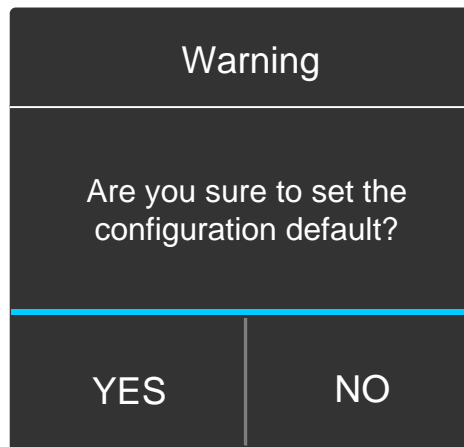 Warning
Are you sure to set the
configuration default?
YES
NO